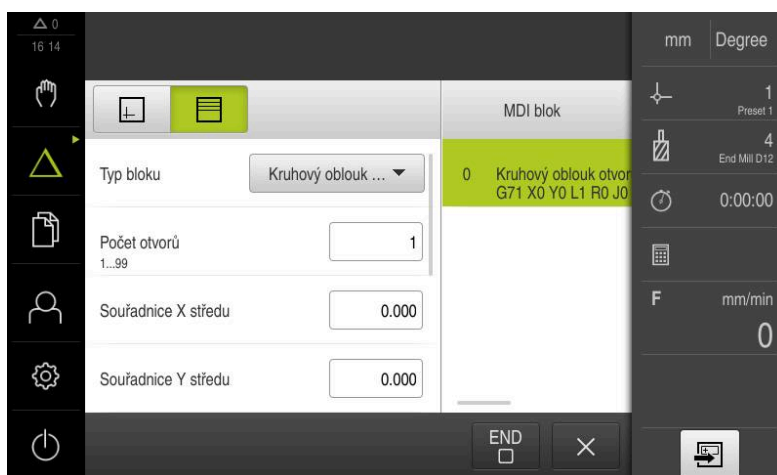 0
16 14
mm Degree
1
Preset 1
MDI blok
Typ bloku
Kruhový oblouk ...
0 Kruhový oblouk otvor
G71 X0 Y0 L1 R0 J0
4
End Mill D12
0:00:00
Počet otvorů
1...99
1
Souřadnice X středu
0.000
F mm/min
0
Souřadnice Y středu
0.000
END